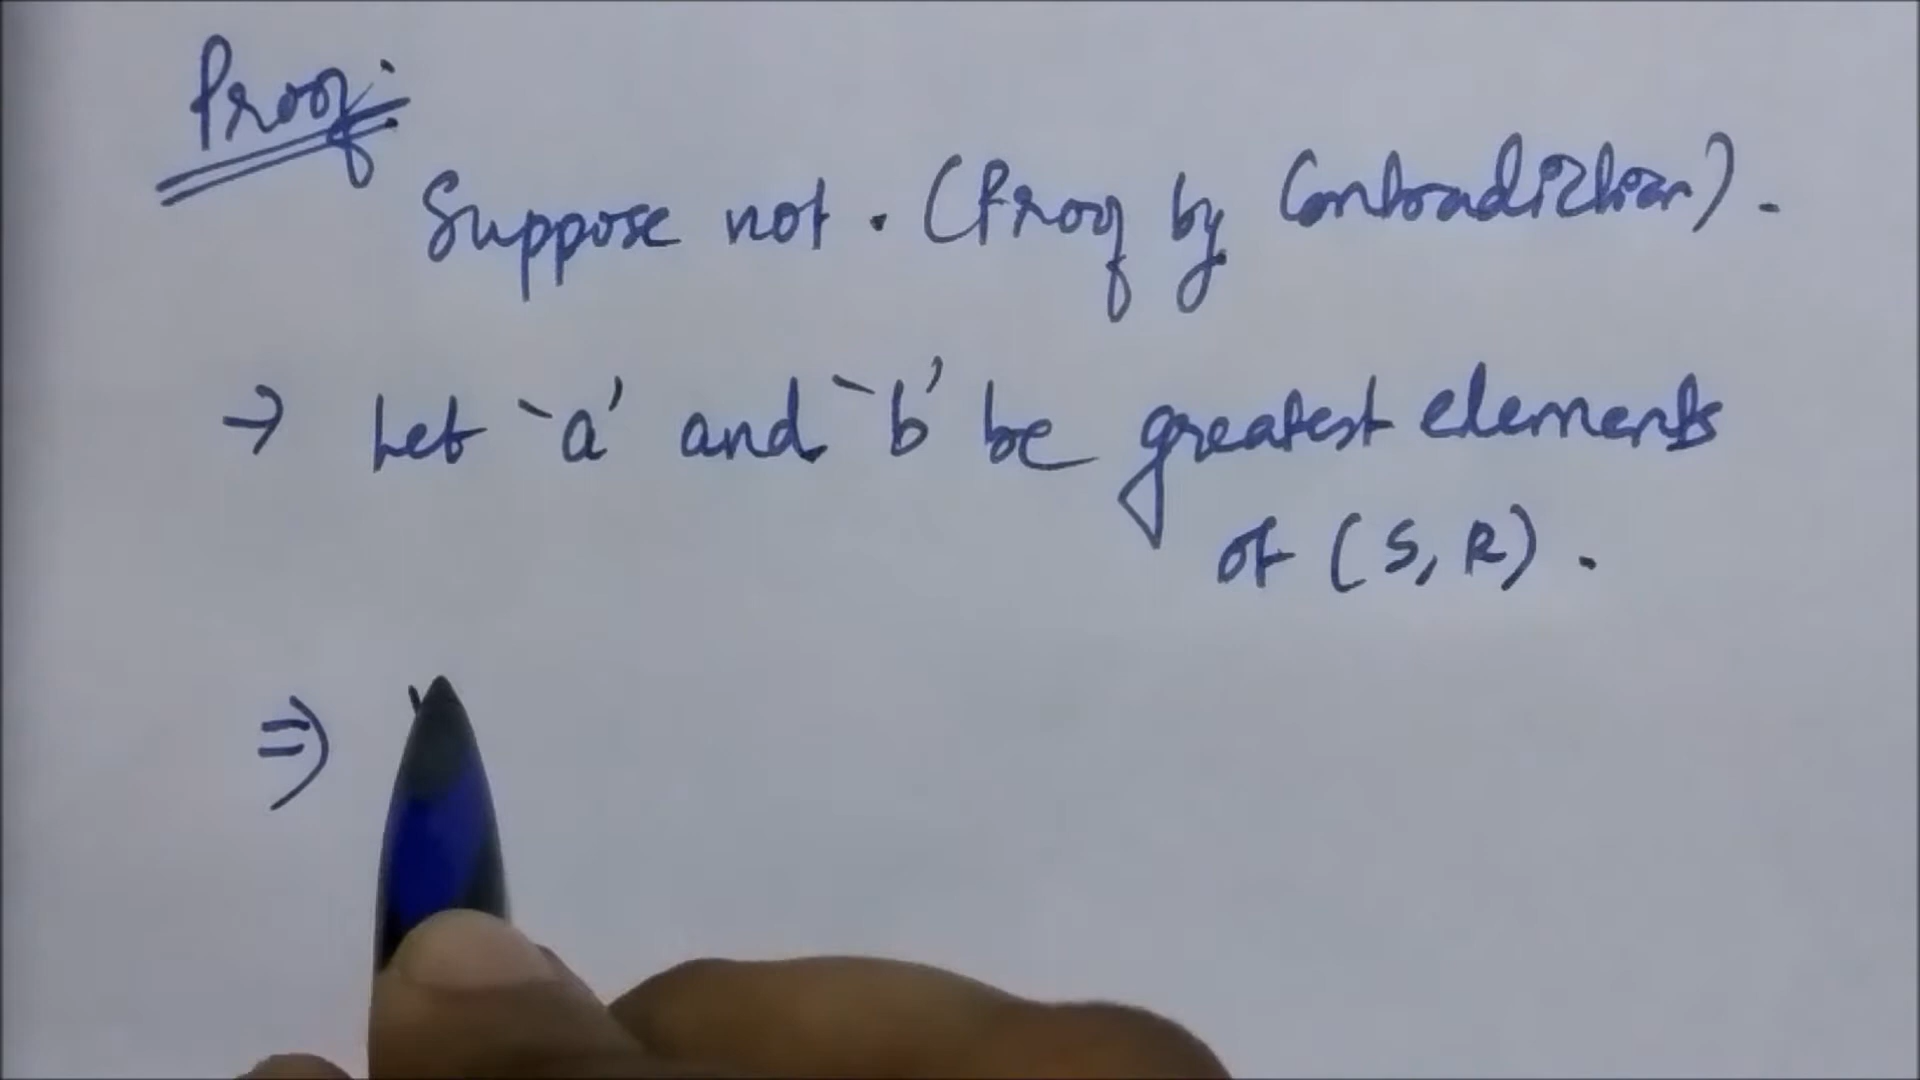 Proof:
Suppose not. (Proof by Contradiction).
→ Let `a' and `b' be greatest elements
of (S, R).
⇒